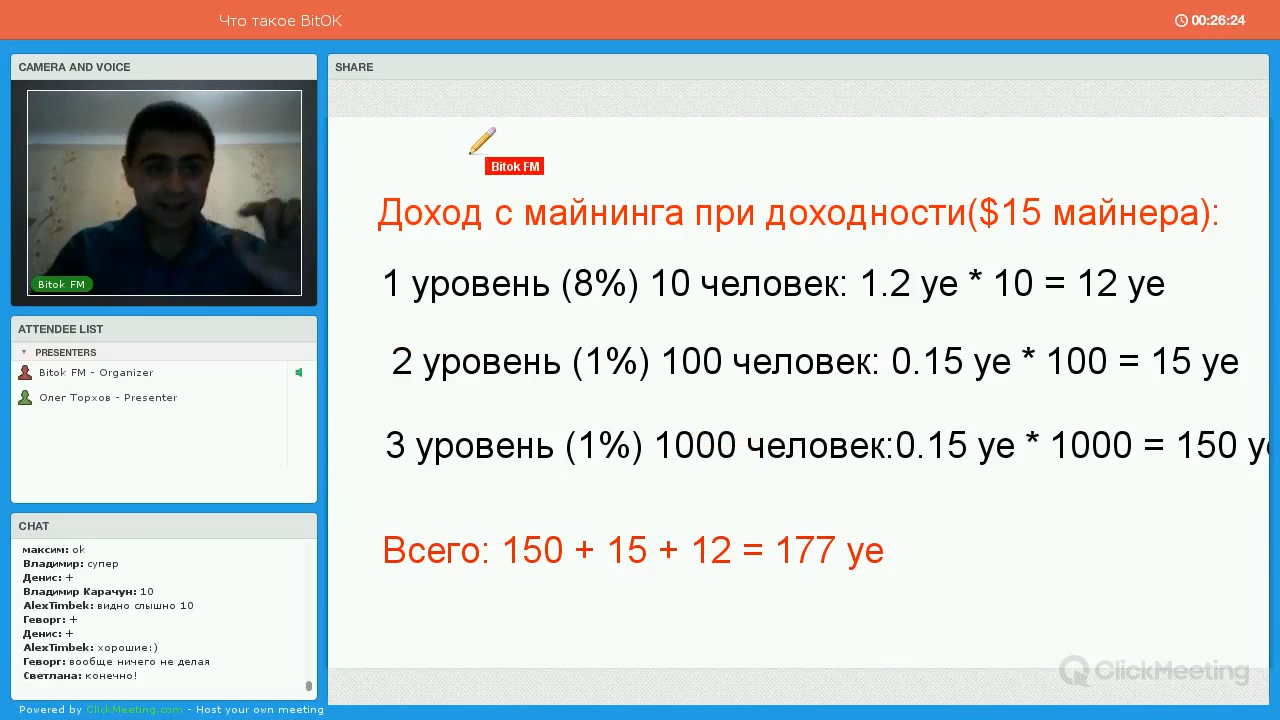 Что такое BitOK
00:26:24
CAMERA AND VOICE
Bitok FM
ATTENDEE LIST
PRESENTERS
Bitok FM - Organizer
Олег Торхов - Presenter
CHAT
максим: ok
Владимир: супер
Денис: +
Владимир Карачун: 10
AlexTimbek: видно слышно 10
Геворг: +
Денис: +
AlexTimbek: хорошие:)
Геворг: вообще ничего не делая
Светлана: конечно!
SHARE
Bitok FM
Доход с майнинга при доходности($15 майнера):
1 уровень (8%) 10 человек: 1.2 уе * 10 = 12 уе
2 уровень (1%) 100 человек: 0.15 уе * 100 = 15 уе
3 уровень (1%) 1000 человек:0.15 уе * 1000 = 150 уе
Всего: 150 + 15 + 12 = 177 уе
ClickMeeting
Powered by ClickMeeting.com - Host your own meeting